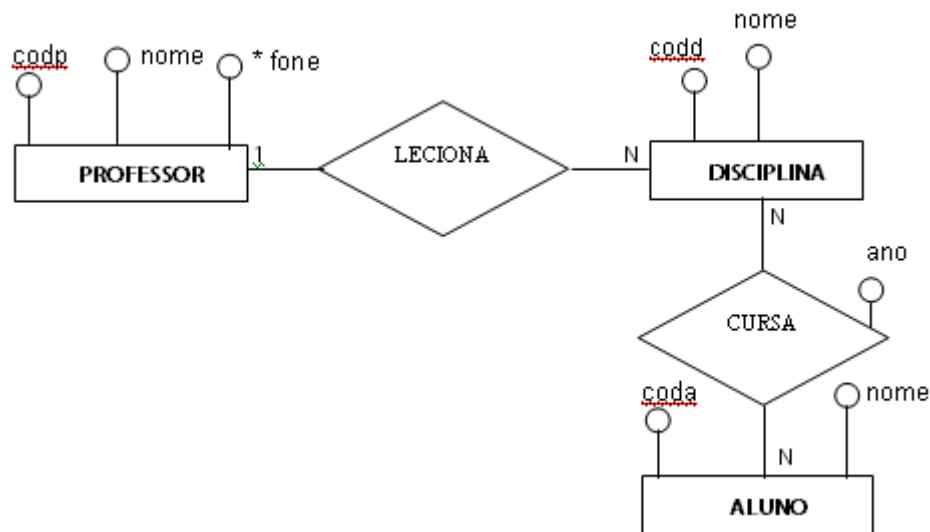 nome
codp
nome
* fone
codd
1
LECIONA
N
PROFESSOR
DISCIPLINA
N
ano
CURSA
coda
nome
N
ALUNO